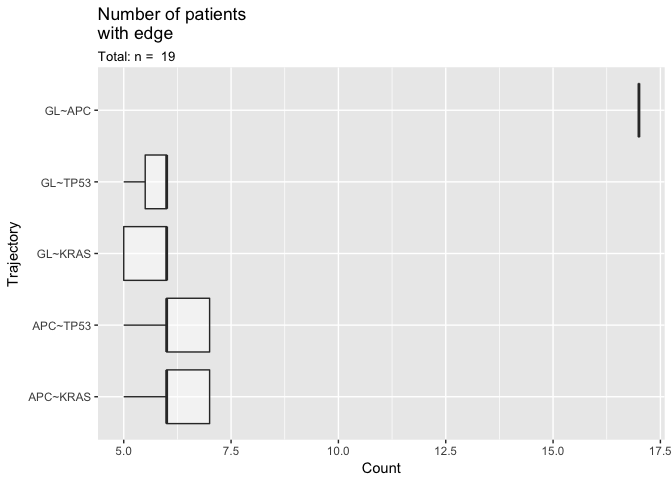 Number of patients
with edge
Total: n =  19
GL~APC
GL~TP53
GL~KRAS
APC~TP53
APC~KRAS
Trajectory
5.0 7.5 10.0 12.5 15.0 17.5
Count